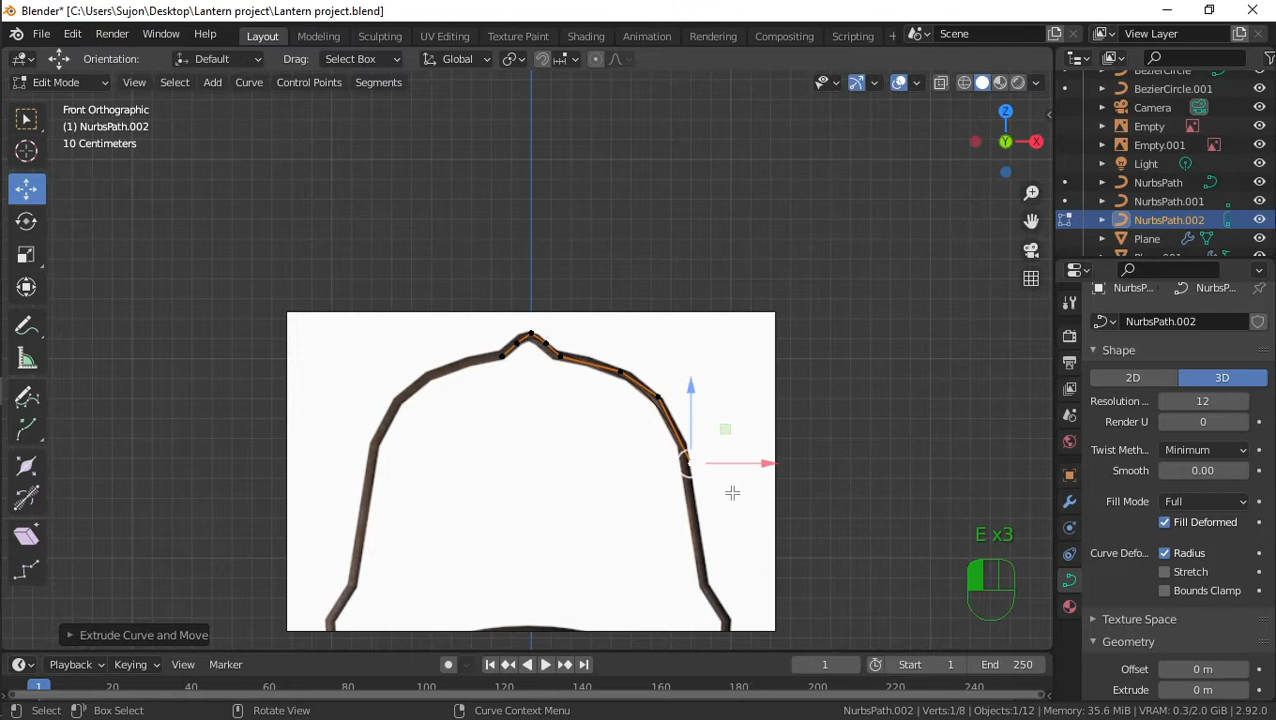 Blender* [C:\Users\Sujon\Desktop\Lantern project\Lantern project.blend]
File Edit Render Window Help Layout Modeling Sculpting UV Editing Texture Paint Shading Animation Rendering Compositing Scripting + Scene View Layer
Orientation: Default Drag: Select Box Global
Edit Mode View Select Add Curve Control Points Segments
Front Orthographic
(1) NurbsPath.002
10 Centimeters
Z
Y
X
BezierCircle
BezierCircle.001
Camera
Empty
Empty.001
Light
NurbsPath
NurbsPath.001
NurbsPath.002
Plane
NurbsP... NurbsP...
NurbsPath.002
Shape
2D 3D
Resolution ... 12
Render U 0
Twist Meth... Minimum
Smooth 0.00
Fill Mode Full
Fill Deformed
Curve Defo... Radius
Stretch
Bounds Clamp
Texture Space
Geometry
Offset 0 m
Extrude 0 m
E x3
Extrude Curve and Move
Playback Keying View Marker 1 Start 1 End 250
1 20 40 60 80 100 120 140 160 180 200 220 240
Select Box Select Rotate View Curve Context Menu NurbsPath.002 | Verts:1/8 | Objects:1/12 | Memory: 35.6 MiB | VRAM: 0.3/2.0 GiB | 2.92.0